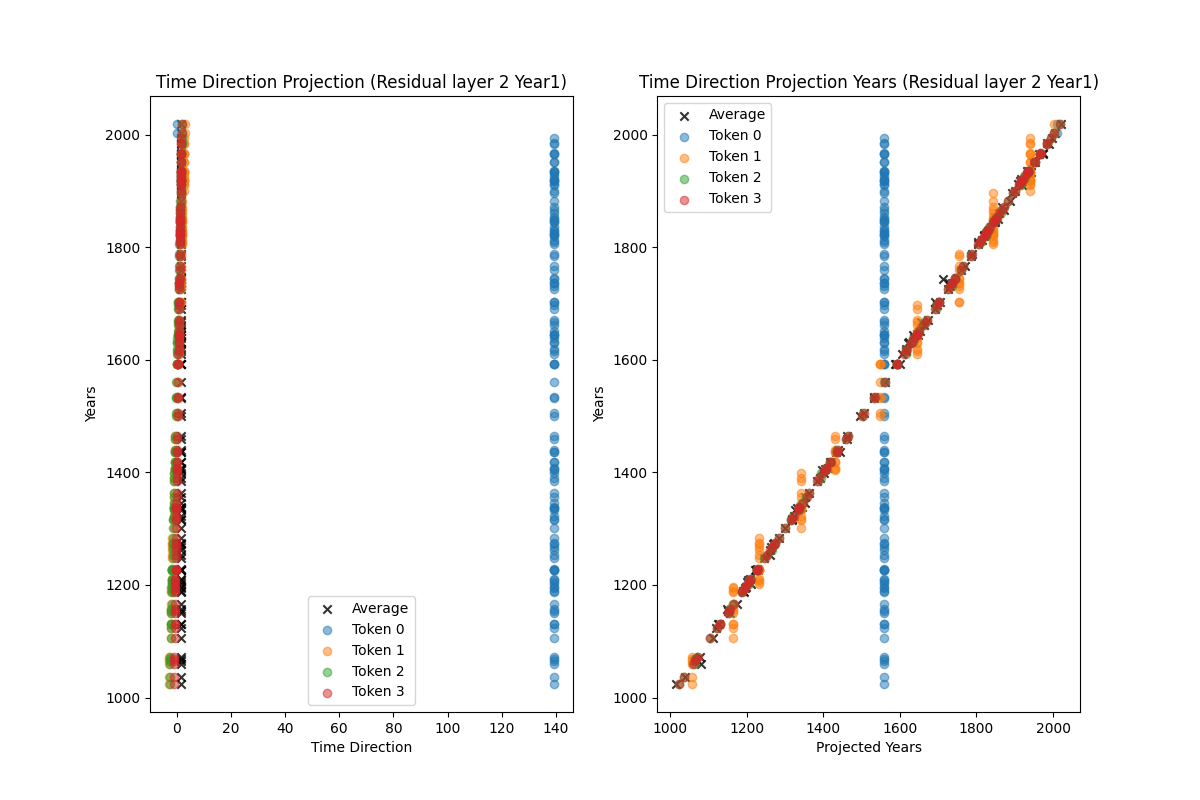 Time Direction Projection (Residual layer 2 Year1)
2000
1800
1600
1400
1200
1000
Years
0 20 40 60 80 100 120 140
Time Direction
Average
Token 0
Token 1
Token 2
Token 3
Time Direction Projection Years (Residual layer 2 Year1)
Average
Token 0
Token 1
Token 2
Token 3
2000
1800
1600
1400
1200
1000
Years
1000 1200 1400 1600 1800 2000
Projected Years